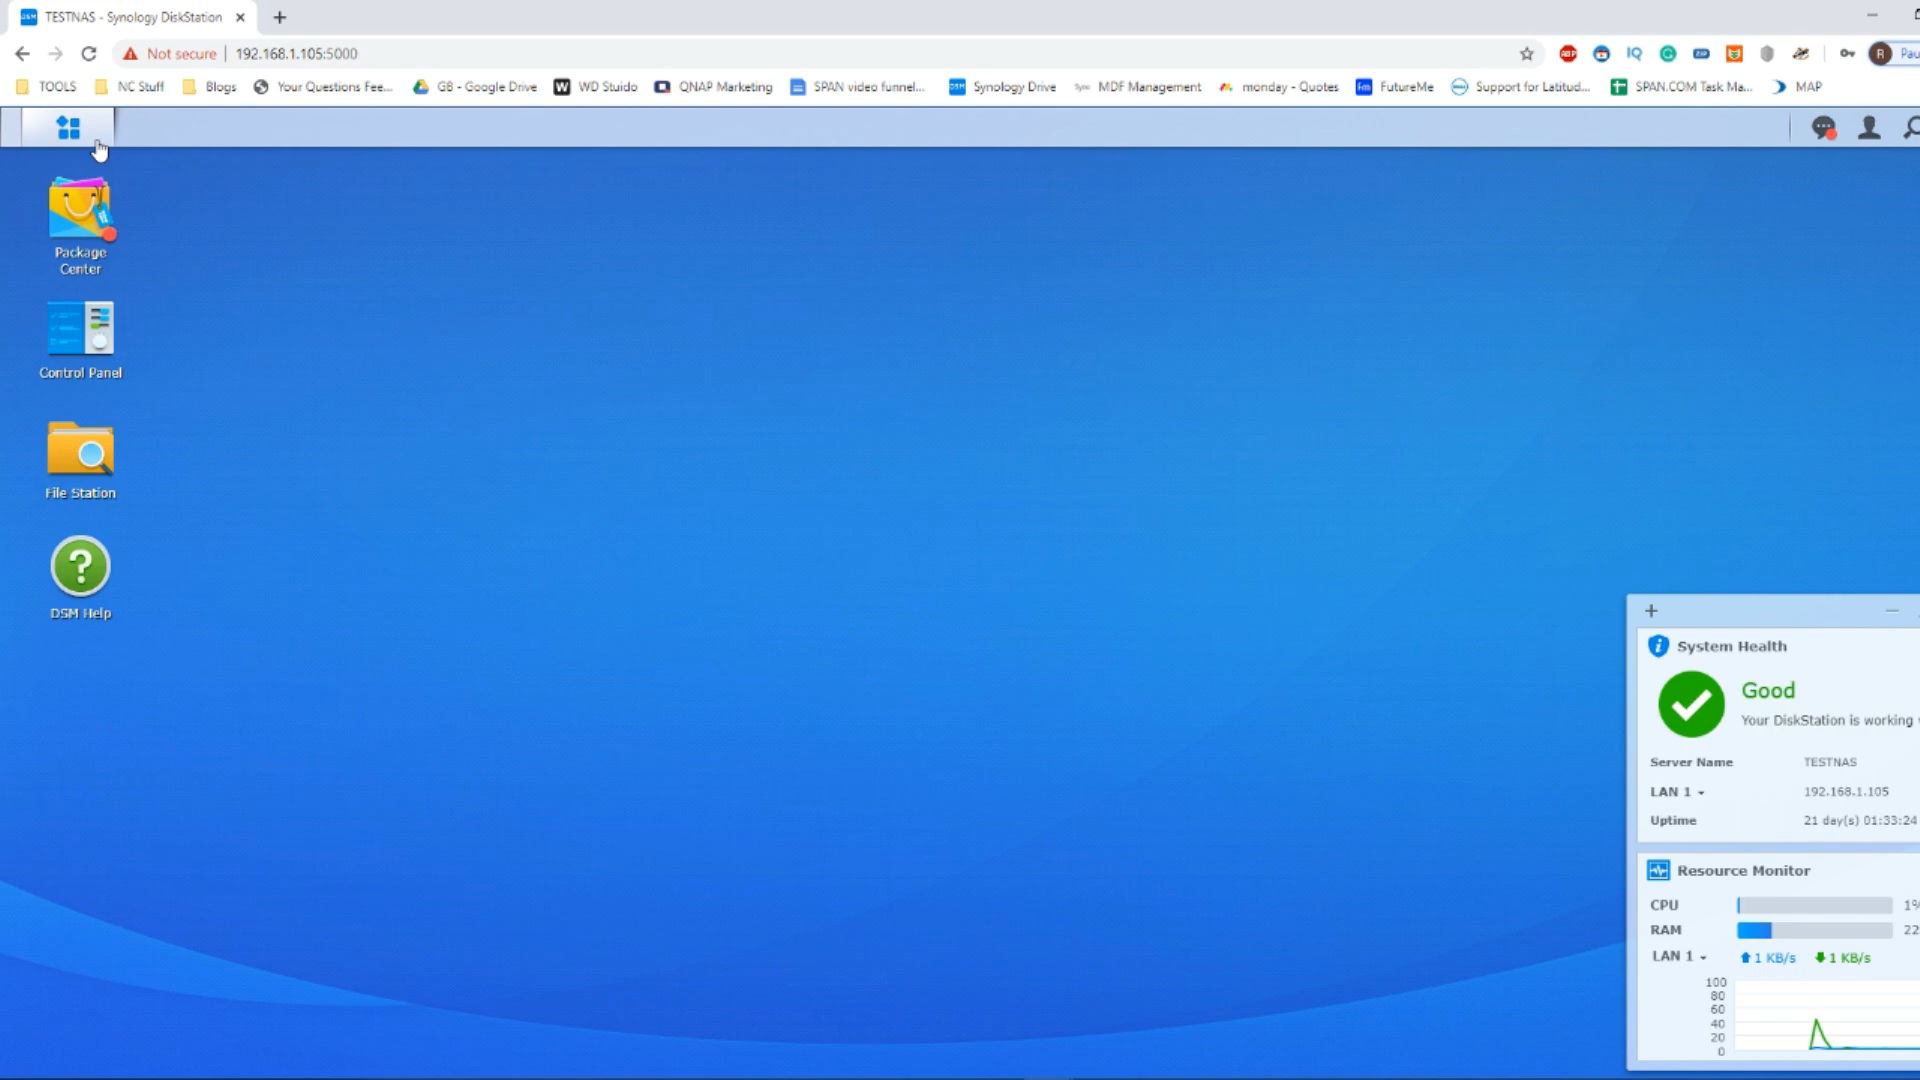 TESTNAS - Synology DiskStation
Not secure | 192.168.1.105:5000
TOOLS NC Stuff Blogs Your Questions Fee... GB - Google Drive WD Stuido QNAP Marketing SPAN video funnel... Synology Drive MDF Management monday - Quotes FutureMe Support for Latitud... SPAN.COM Task Ma... MAP
Package
Center
Control Panel
File Station
DSM Help
System Health
Good
Your DiskStation is working
Server Name TESTNAS
LAN 1 192.168.1.105
Uptime 21 day(s) 01:33:24
Resource Monitor
CPU
RAM 22
LAN 1 1 KB/s 1 KB/s
100
80
60
40
20
0